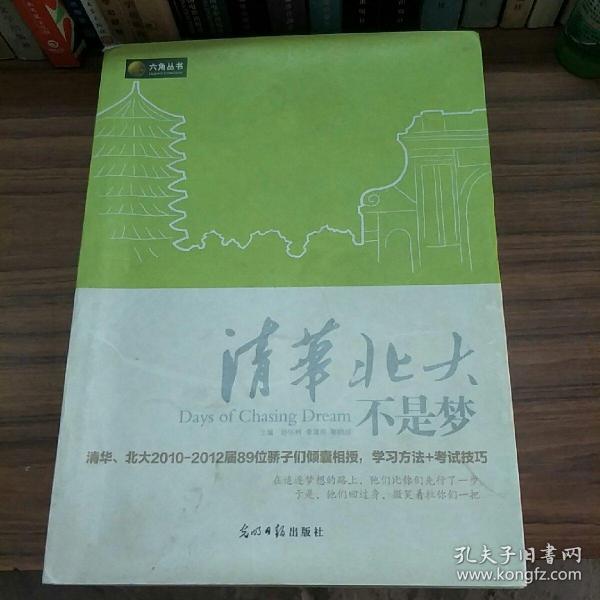 六角丛书
清華北大
Days of Chasing Dream
不是梦
主编
清华、北大2010-2012届89位骄子们倾囊相授，学习方法+考试技巧
在追逐梦想的路上，他们比你们先行了一步，
于是，他们回过身，微笑着拉你们一把
光明日报出版社
孔夫子旧书网
www.kongfz.com